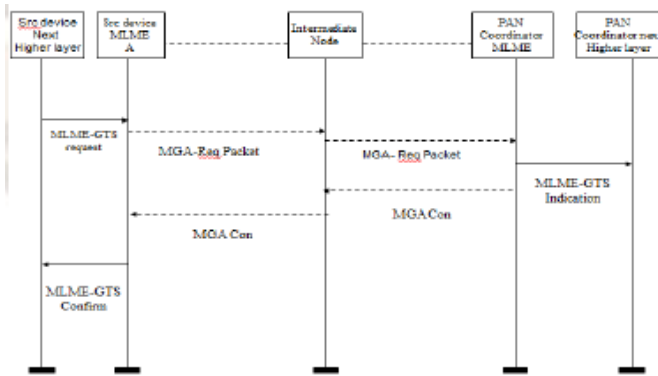 Src device
Next
Higher layer
Src device
MLME
A
Intermediate
Node
PAN
Coordinator
MLME
PAN
Coordinator
Higher layer
MLME-GTS
request
MGA-Req Packet
MGA- Req Packet
MLME-GTS
Indication
MGA Con
MGA Con
MLME-GTS
Confirm